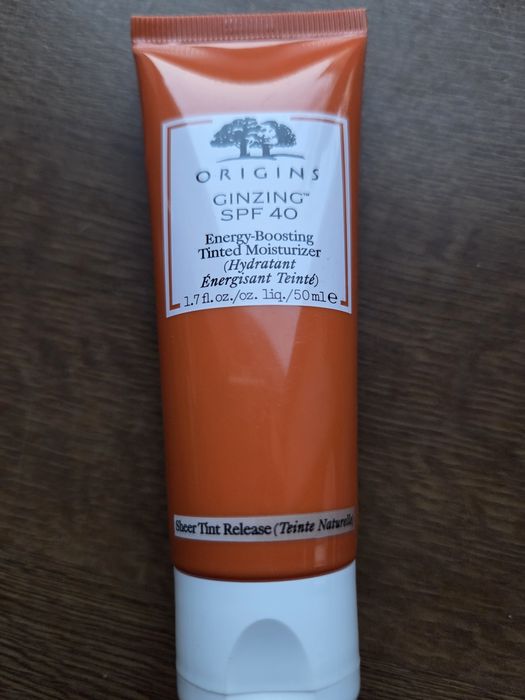 ORIGINS
GINZING™
SPF 40
Energy-Boosting
Tinted Moisturizer
(Hydratant
Énergisant Teinté)
1.7 fl. oz./oz. liq./50 ml e
Sheer Tint Release (Teinte Naturelle)